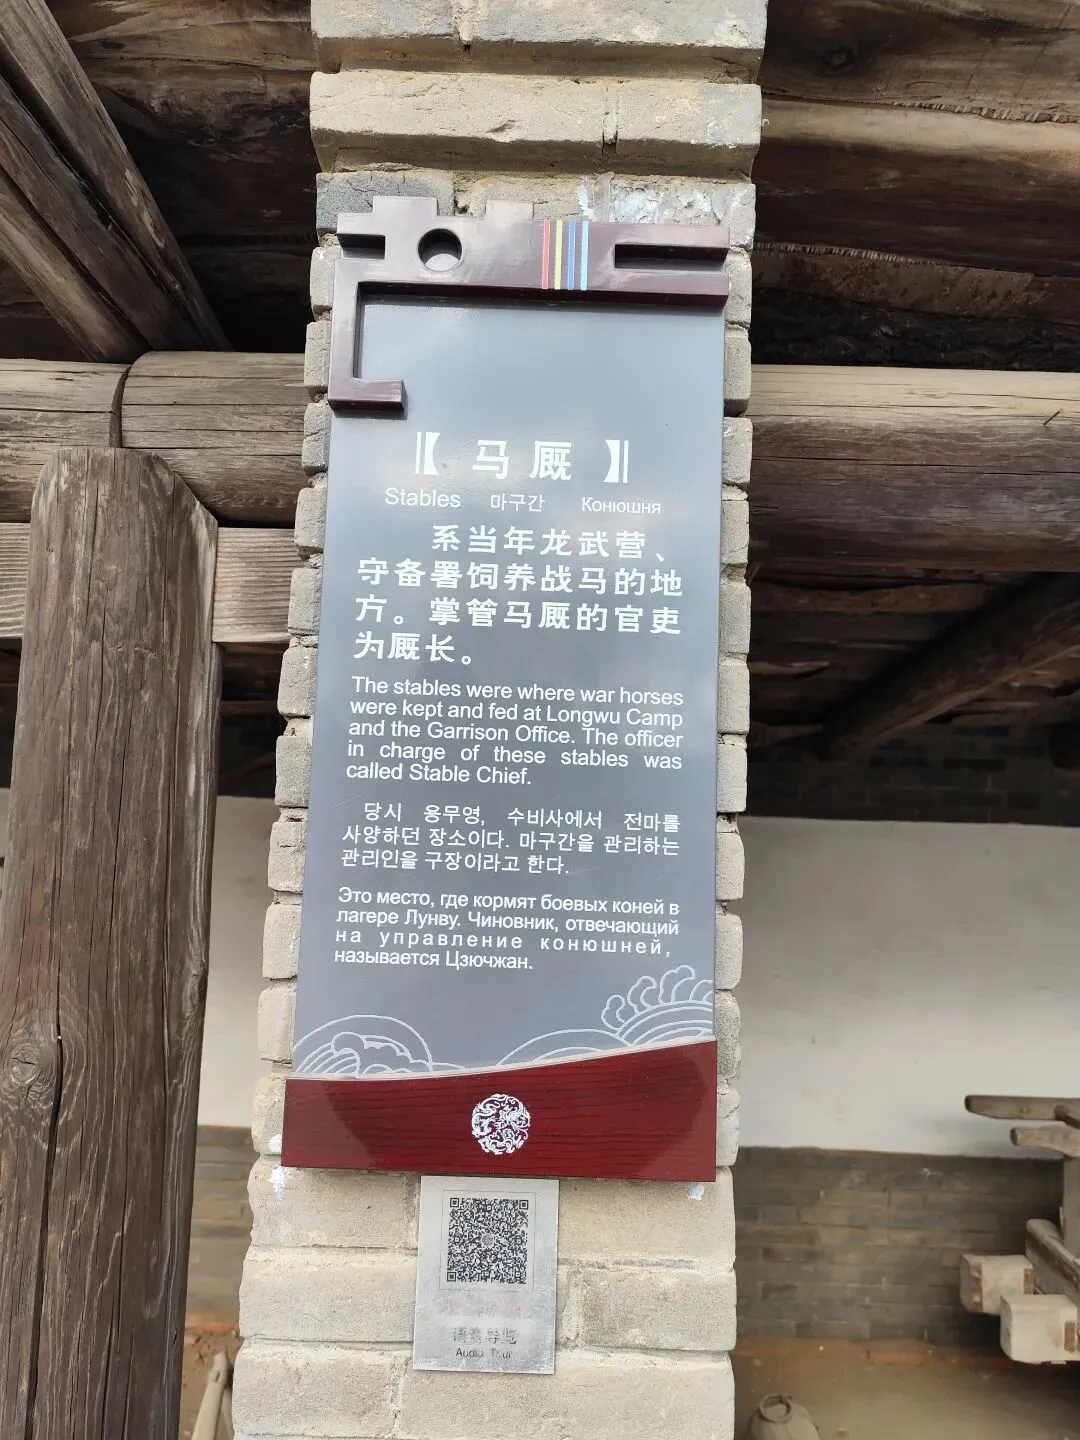 【马厩】
Stables 마구간 Конюшня
系当年龙武营、
守备署饲养战马的地
方。掌管马厩的官吏
为厩长。
The stables were where war horses
were kept and fed at Longwu Camp
and the Garrison Office. The officer
in charge of these stables was
called Stable Chief.
당시 용무영, 수비사에서 전마를
사양하던 장소이다. 마구간을 관리하는
관리인을 구장이라고 한다.
Это место, где кормят боевых коней в
лагере Лунву. Чиновник, отвечающий
на управление конюшней,
называется Цзючжан.
语音导览
Audio Tour